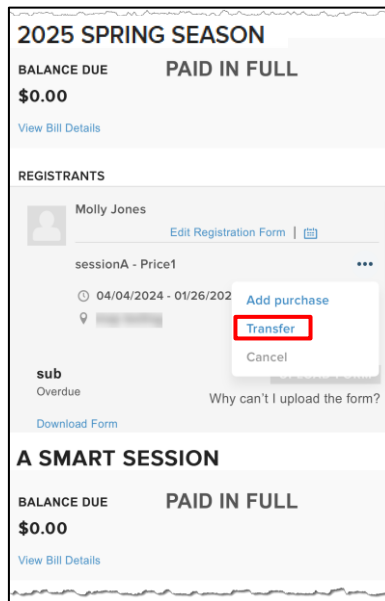 2025 SPRING SEASON
BALANCE DUE PAID IN FULL
$0.00
View Bill Details
REGISTRANTS
Molly Jones
Edit Registration Form |
sessionA - Price1 •••
04/04/2024 - 01/26/202
Add purchase
Transfer
Cancel
sub
Overdue
Why can't I upload the form?
Download Form
A SMART SESSION
BALANCE DUE PAID IN FULL
$0.00
View Bill Details